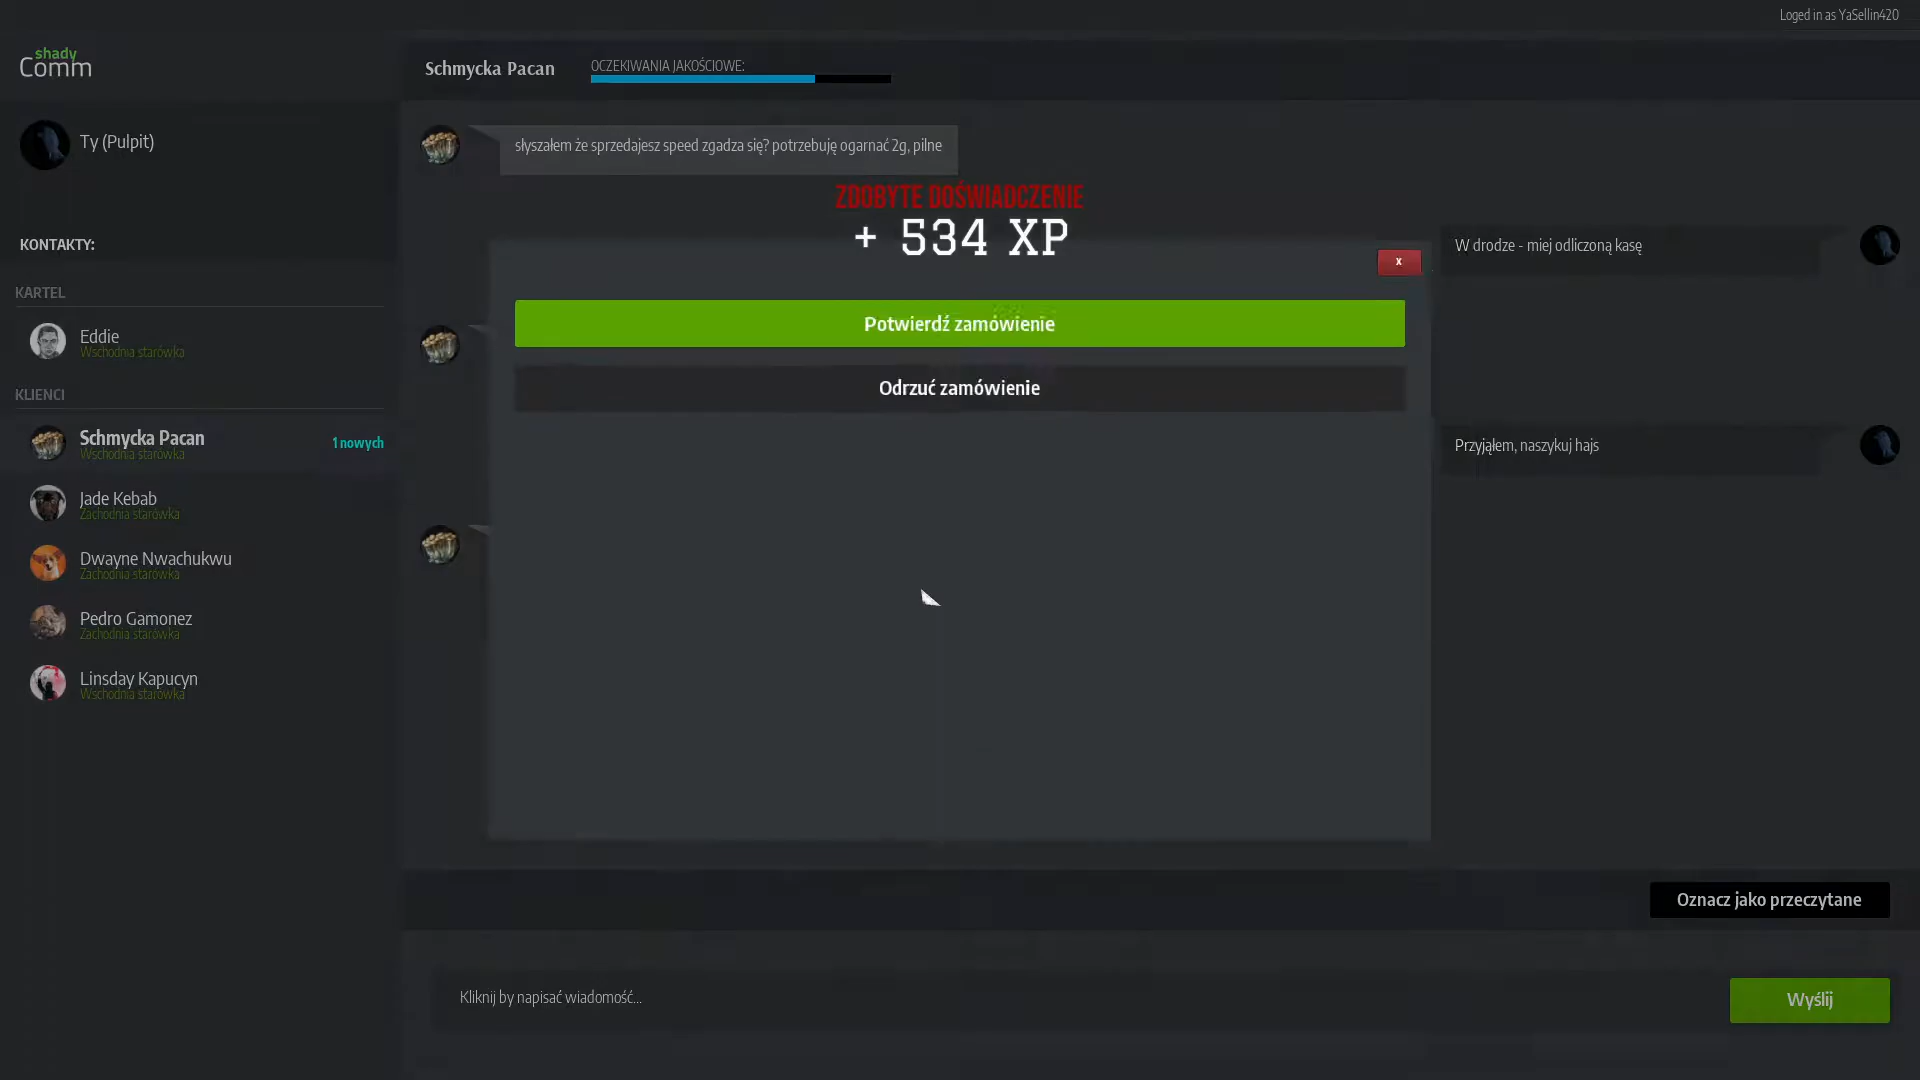 Loged in as YaSellin420
shady
Comm
Ty (Pulpit)
KONTAKTY:
KARTEL
Eddie
Wschodnia starówka
KLIENCI
Schmycka Pacan
Wschodnia starówka
1 nowych
Jade Kebab
Zachodnia starówka
Dwayne Nwachukwu
Zachodnia starówka
Pedro Gamonez
Zachodnia starówka
Linsday Kapucyn
Wschodnia starówka
Schmycka Pacan
OCZEKIWANIA JAKOŚCIOWE:
słyszałem że sprzedajesz speed zgadza się? potrzebuję ogarnać 2g, pilne
ZDOBYTE DOŚWIADCZENIE
+ 534 XP
W drodze - miej odliczoną kasę
x
Potwierdź zamówienie
Odrzuć zamówienie
Przyjąłem, naszykuj hajs
Oznacz jako przeczytane
Kliknij by napisać wiadomość...
Wyślij